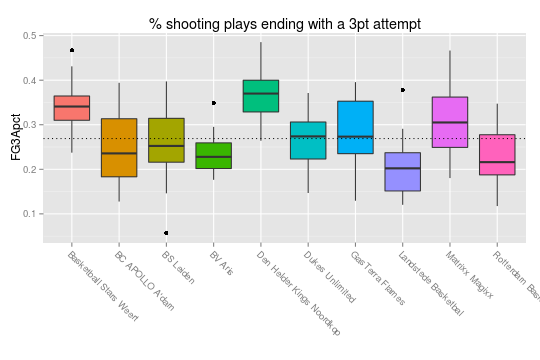 % shooting plays ending with a 3pt attempt
FG3Apct
0.5
0.4
0.3
0.2
0.1
Basketball Stars Weert
BC APOLLO A'dam
BS Leiden
BV Aris
Den Helder Kings Noordkop
Dukes Unlimited
GasTerra Flames
Landstede Basketbal
Matrixx Magixx
Rotterdam Bas